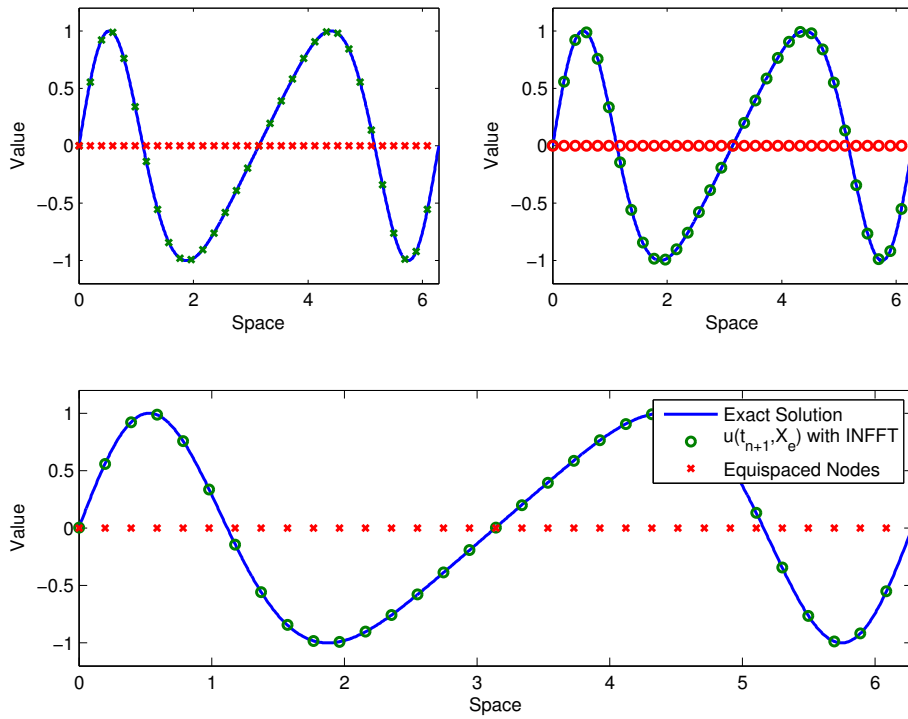 1
0.5
0
−0.5
−1
Value
0 2 4 6
Space
1
0.5
0
−0.5
−1
Value
0 2 4 6
Space
1
0.5
0
−0.5
−1
Value
0 1 2 3 4 5 6
Space
Exact Solution
u(t_{n+1},X_e) with INFFT
Equispaced Nodes